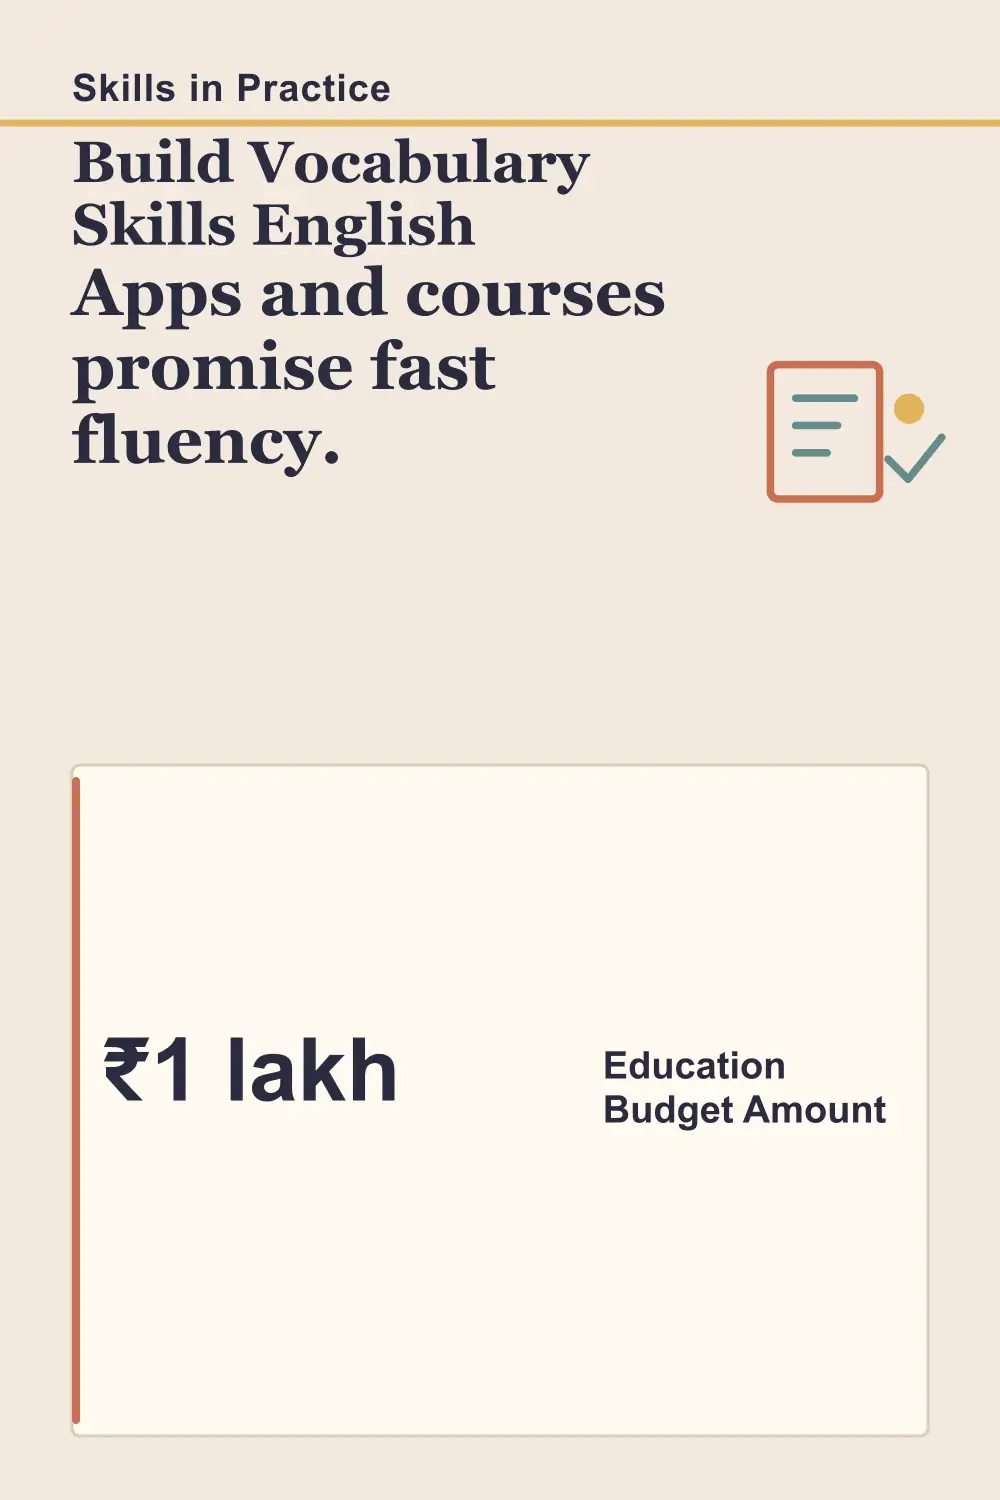 Skills in Practice
Build Vocabulary
Skills English
Apps and courses
promise fast
fluency.
₹1 lakh
Education
Budget Amount